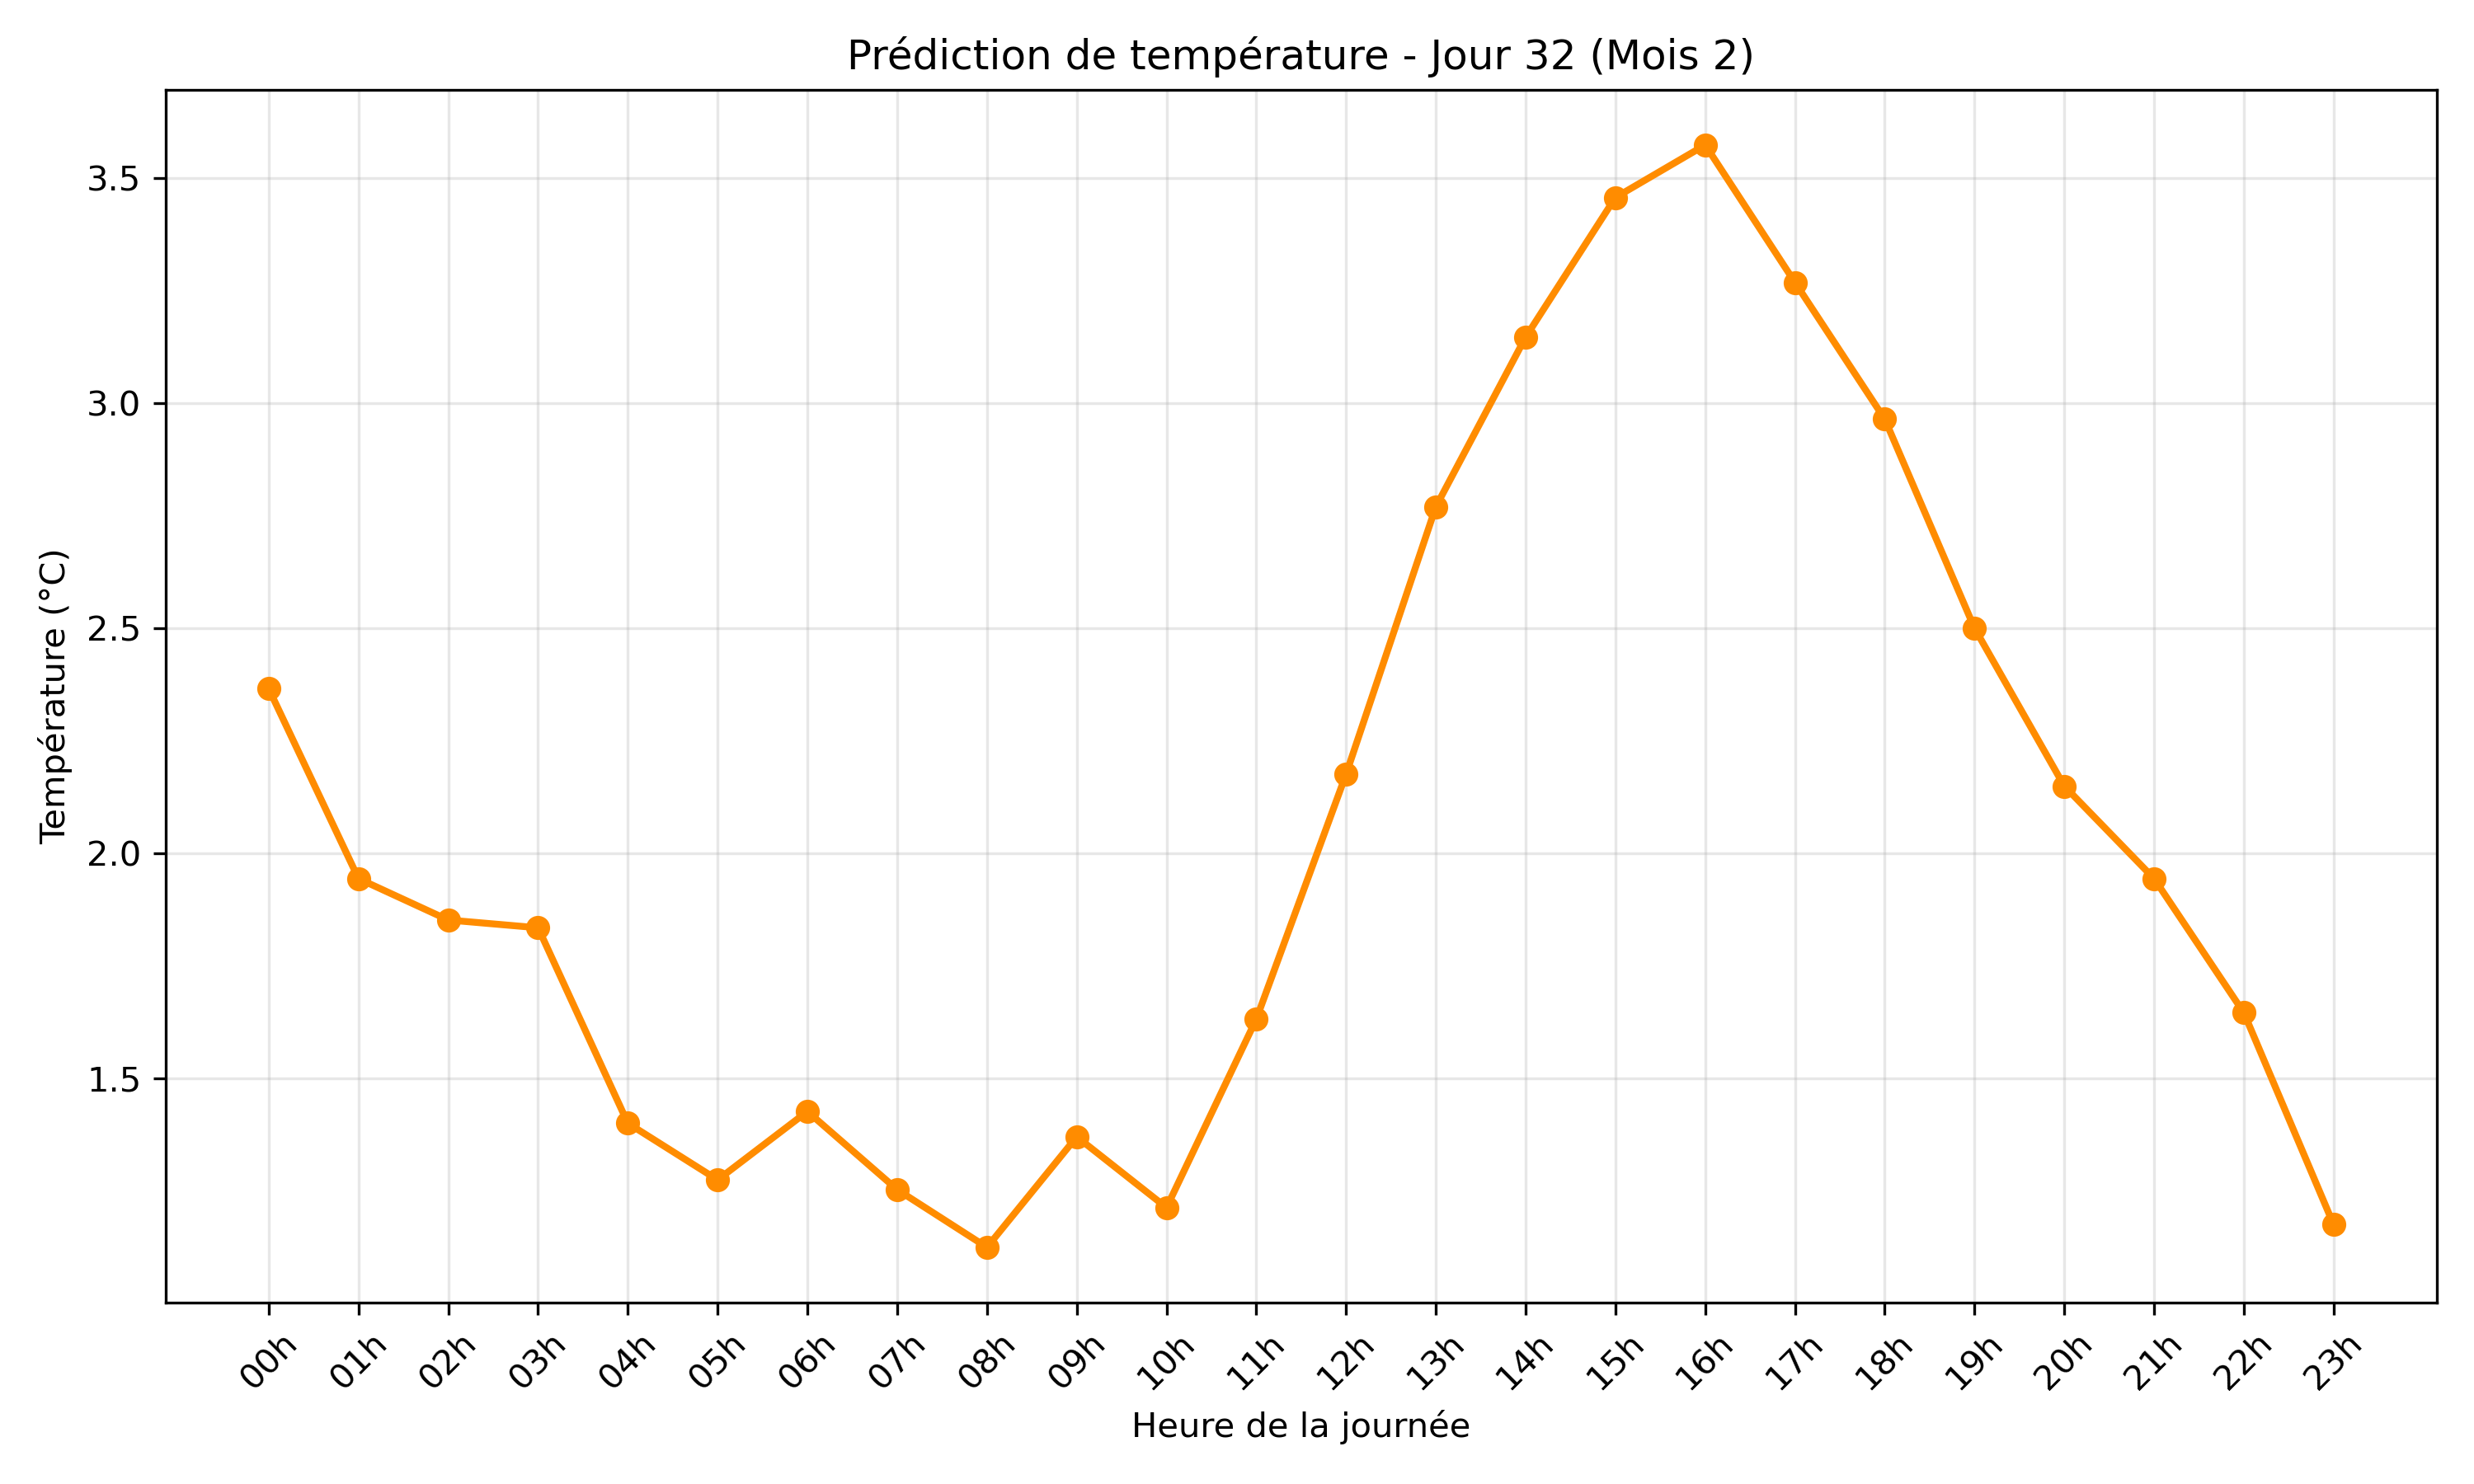 Prédiction de température - Jour 32 (Mois 2)
Température (°C)
3.5
3.0
2.5
2.0
1.5
00h
01h
02h
03h
04h
05h
06h
07h
08h
09h
10h
11h
12h
13h
14h
15h
16h
17h
18h
19h
20h
21h
22h
23h
Heure de la journée